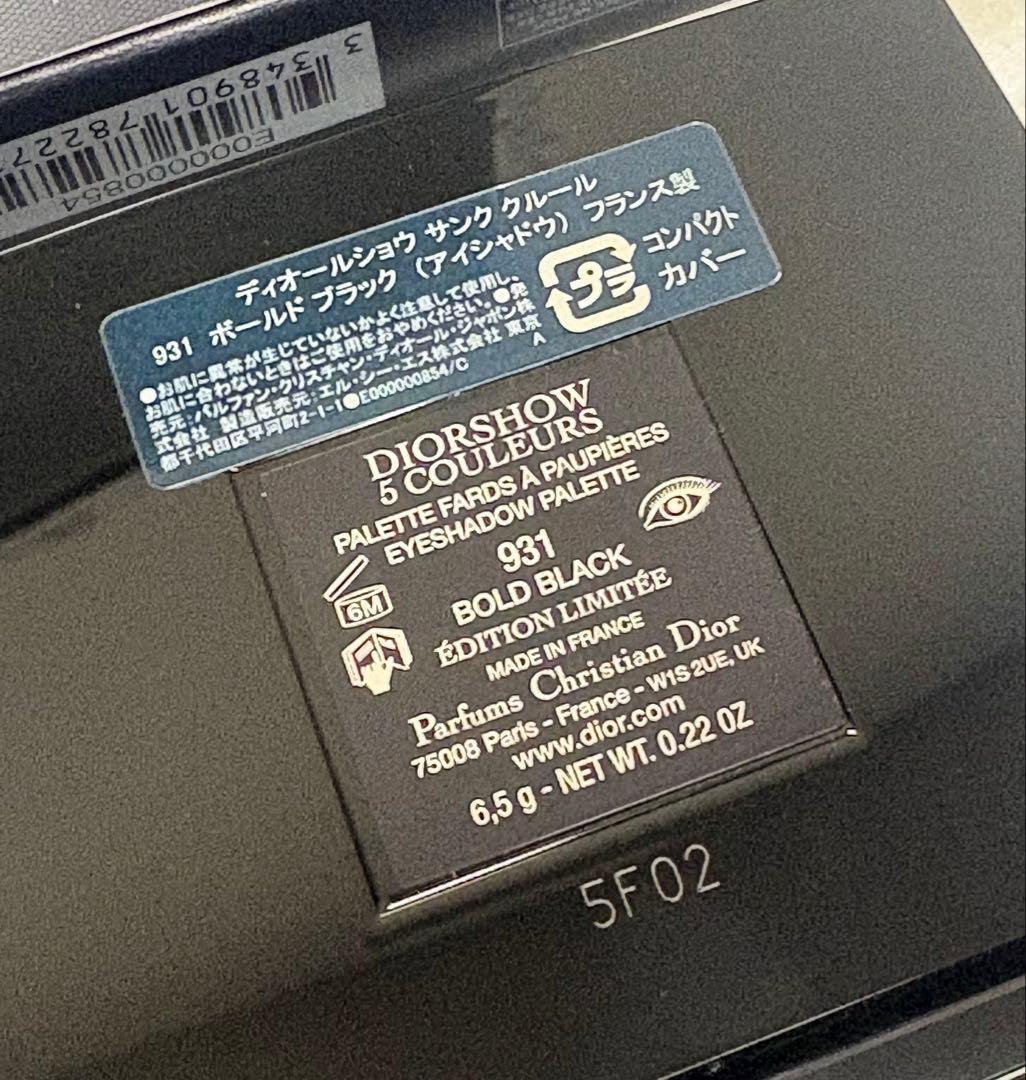 3 348901 78227
E000000854
ディオールショウ サンク クルール
931 ボールド ブラック (アイシャドウ) フランス製
●お肌に異常が生じていないかよく注意して使用し、
お肌に合わないときはご使用をおやめください。●発
売元：パルファン・クリスチャン・ディオール・ジャポン株
式会社 製造販売元：エル・シー・エス株式会社 東京
都千代田区平河町2-1-1●E000000854/C
A
プラ
コンパクト
カバー
DIORSHOW
5 COULEURS
PALETTE FARDS À PAUPIÈRES
EYESHADOW PALETTE
931
6M
BOLD BLACK
ÉDITION LIMITÉE
MADE IN FRANCE
Parfums Christian Dior
75008 Paris - France - W1S 2UE, UK
www.dior.com
6,5 g - NET WT. 0.22 OZ
5F02